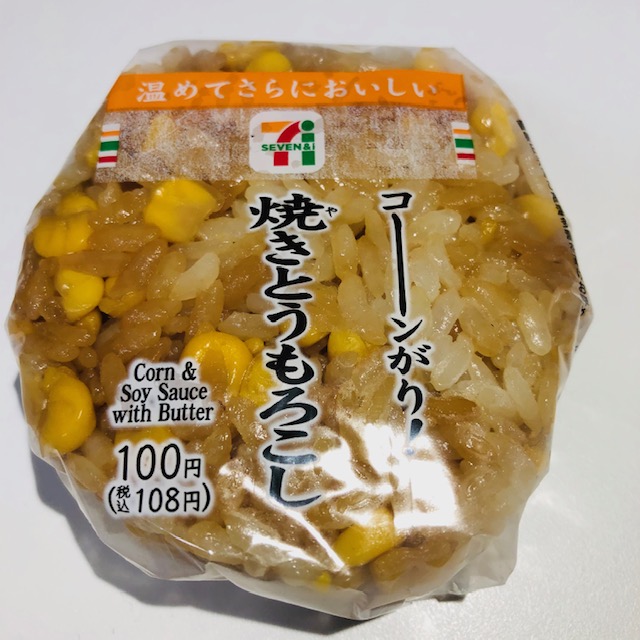 温めてさらにおいしい
SEVEN&i
コーーンがり！
焼きとうもろこし
や
Corn &
Soy Sauce
with Butter
100円
(税込108円)